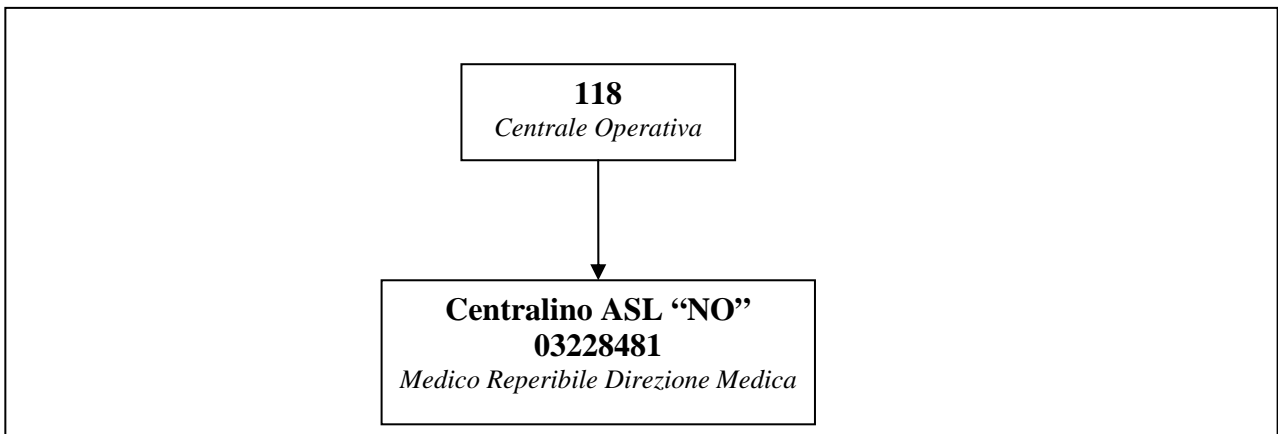 118
Centrale Operativa
Centralino ASL “NO”
03228481
Medico Reperibile Direzione Medica